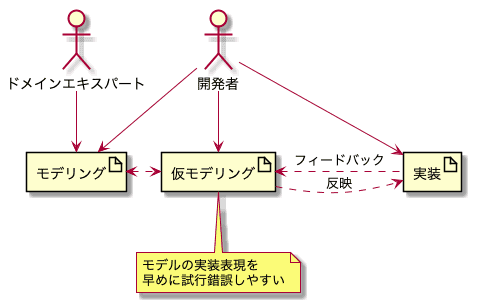 ドメインエキスパート
開発者
モデリング
仮モデリング
フィードバック
反映
実装
モデルの実装表現を
早めに試行錯誤しやすい